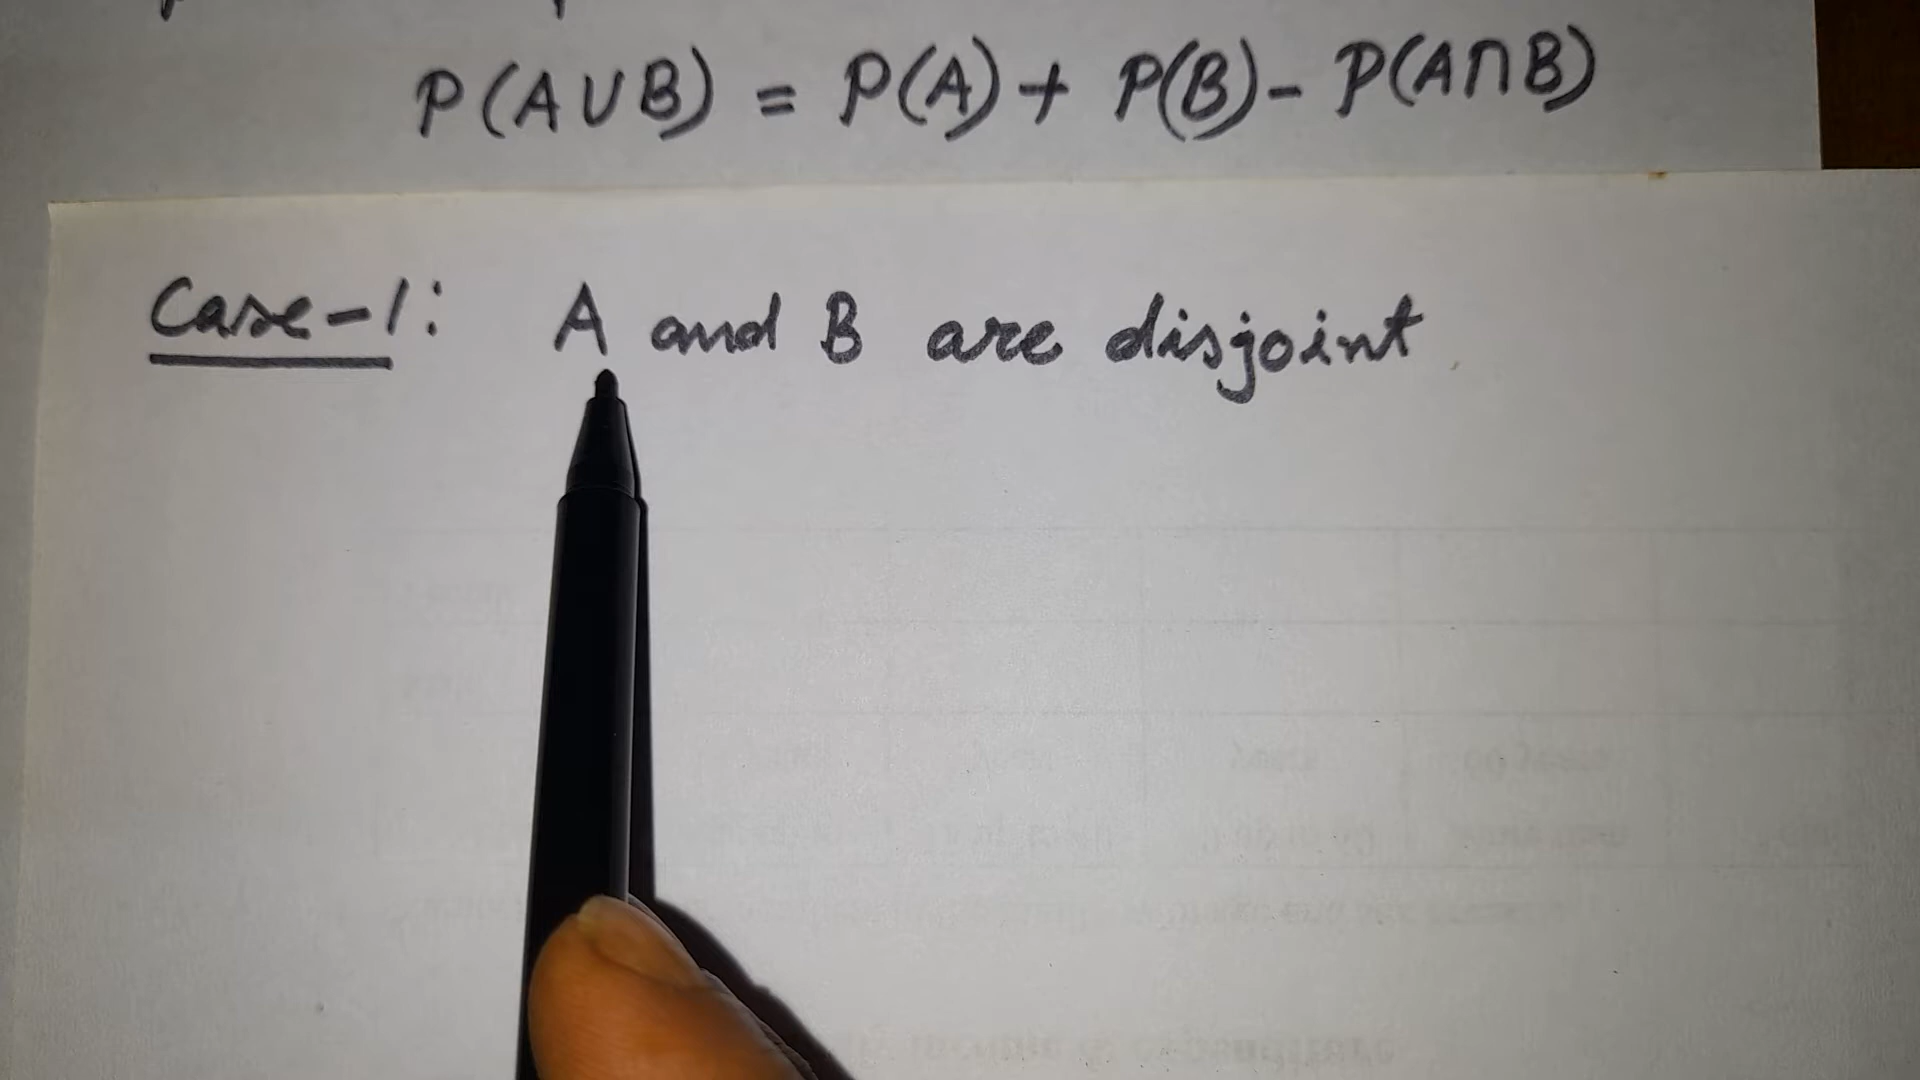 P(A∪B) = P(A) + P(B) - P(A∩B)
Case-1: A and B are disjoint